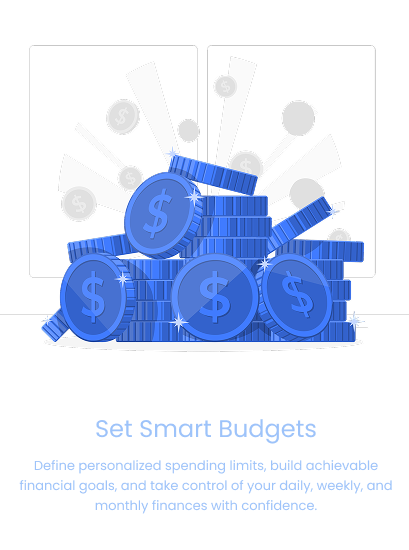 Set Smart Budgets
Define personalized spending limits, build achievable
financial goals, and take control of your daily, weekly, and
monthly finances with confidence.